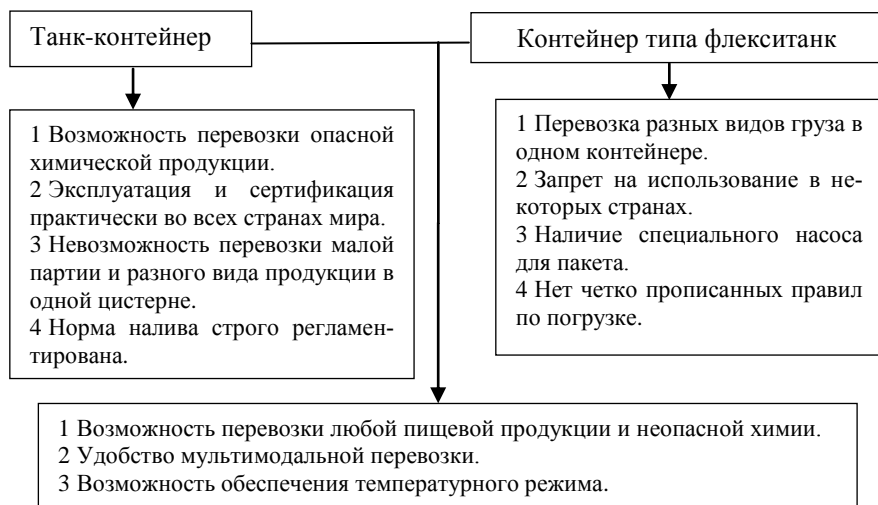 Танк-контейнер
Контейнер типа флекситанк
1 Возможность перевозки опасной
химической продукции.
2 Эксплуатация и сертификация
практически во всех странах мира.
3 Невозможность перевозки малой
партии и разного вида продукции в
одной цистерне.
4 Норма налива строго регламен-
тирована.
1 Перевозка разных видов груза в
одном контейнере.
2 Запрет на использование в не-
которых странах.
3 Наличие специального насоса
для пакета.
4 Нет четко прописанных правил
по погрузке.
1 Возможность перевозки любой пищевой продукции и неопасной химии.
2 Удобство мультимодальной перевозки.
3 Возможность обеспечения температурного режима.